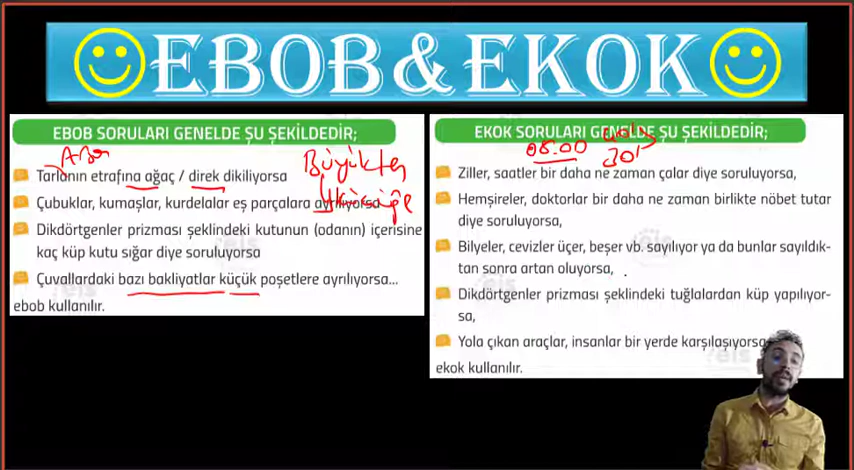 EBOB&EKOK
EBOB SORULARI GENELDE ŞU ŞEKİLDEDİR;
Tarlanın etrafına ağaç / direk dikiliyorsa
Çubuklar, kumaşlar, kurdelalar eş parçalara ayrılıyorsa
Dikdörtgenler prizması şeklindeki kutunun (odanın) içerisine
kaç küp kutu sığar diye soruluyorsa
Çuvallardaki bazı bakliyatlar küçük poşetlere ayrılıyorsa...
ebob kullanılır.
Büyükten
EKOK SORULARI GENELDE ŞU ŞEKİLDEDİR;
08.00
30'
Ziller, saatler bir daha ne zaman çalar diye soruluyorsa,
Hemşireler, doktorlar bir daha ne zaman birlikte nöbet tutar
diye soruluyorsa,
Bilyeler, cevizler üçer, beşer vb. sayılıyor ya da bunlar sayıldık-
tan sonra artan oluyorsa,
Dikdörtgenler prizması şeklindeki tuğlalardan küp yapılıyor-
sa,
Yola çıkan araçlar, insanlar bir yerde karşılaşıyorsa
ekok kullanılır.